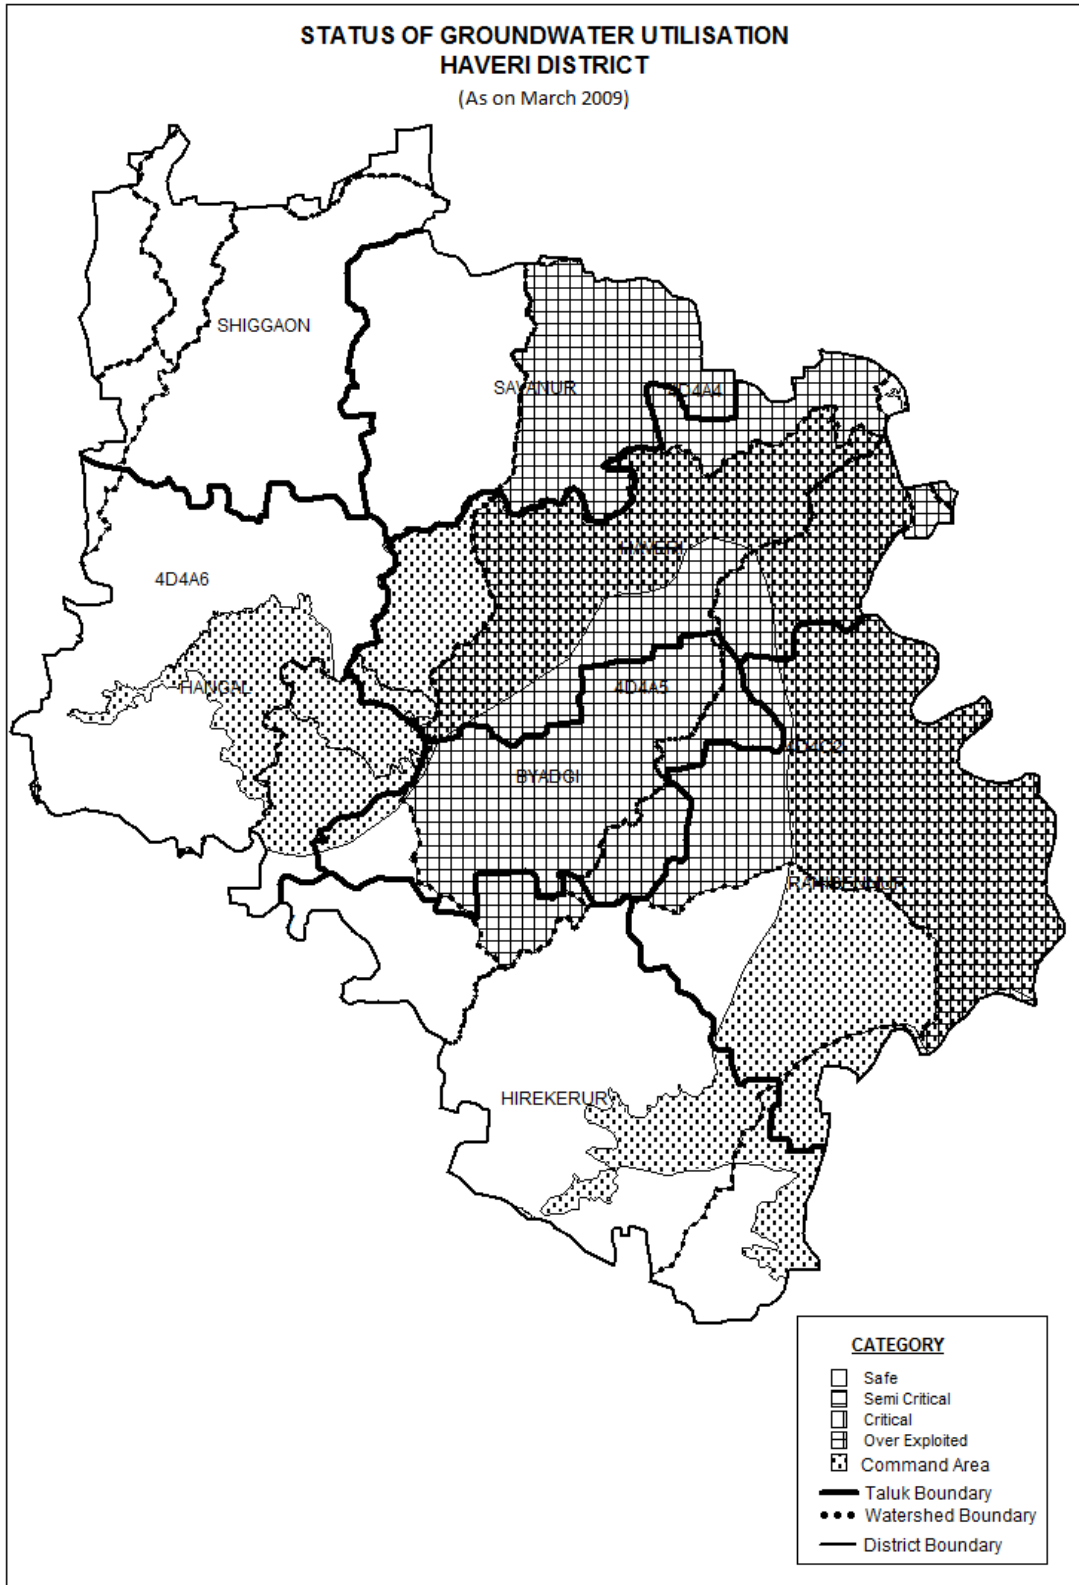 STATUS OF GROUNDWATER UTILISATION
HAVERI DISTRICT
(As on March 2009)
SHIGGAON
SAVANUR
4D4A4
4D4A6
HANGAL
4D4A5
BYADGI
HIREKERUR
CATEGORY
Safe
Semi Critical
Critical
Over Exploited
Command Area
Taluk Boundary
Watershed Boundary
District Boundary